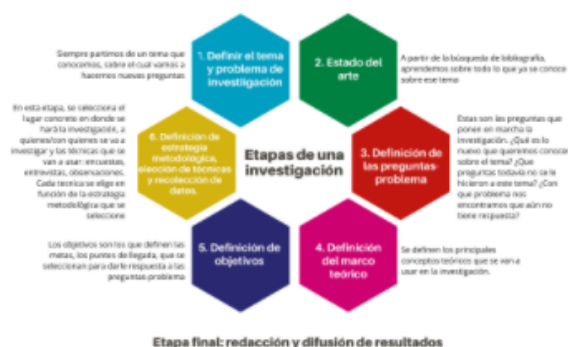 Siempre partimos de un tema que
conocemos, sobre el cual vamos a
hacernos nuevas preguntas
1. Definir el tema
y problema de
investigación
2. Estado del
arte
A partir de la búsqueda de bibliografía,
aprendemos sobre todo lo que ya se conoce
sobre ese tema
En esta etapa, se selecciona el
lugar concreto en donde se
hará la investigación, a
quienes/con quienes se va a
investigar y las técnicas que se
van a usar: encuestas,
entrevistas, observaciones.
Cada tecnica se elige en
función de la estrategia
metodológica que se
seleccione
6. Definición de
estrategia
metodológica,
elección de técnicas
y recolección de
datos.
Etapas de una
investigación
3. Definición de
las preguntas-
problema
Estas son las preguntas que
ponen en marcha la
investigación. ¿Qué es lo
nuevo que queremos conocer
sobre el tema? ¿Que
preguntas todavía no se le
hicieron a este tema? ¿Con
que problema nos
encontramos que aún no
tiene respuesta?
Los objetivos son los que definen las
metas, los puntos de llegada, que se
seleccionan para darle respuesta a las
preguntas-problema
5. Definición de
objetivos
4. Definición
del marco
teórico
Se definen los principales
conceptos teóricos que se van a
usar en la investigación.
Etapa final: redacción y difusión de resultados